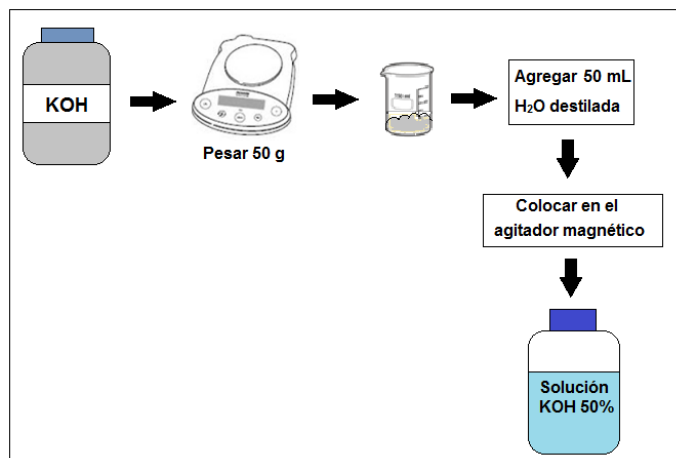 KOH
Pesar 50 g
Agregar 50 mL
H₂O destilada
Colocar en el
agitador magnético
Solución
KOH 50%